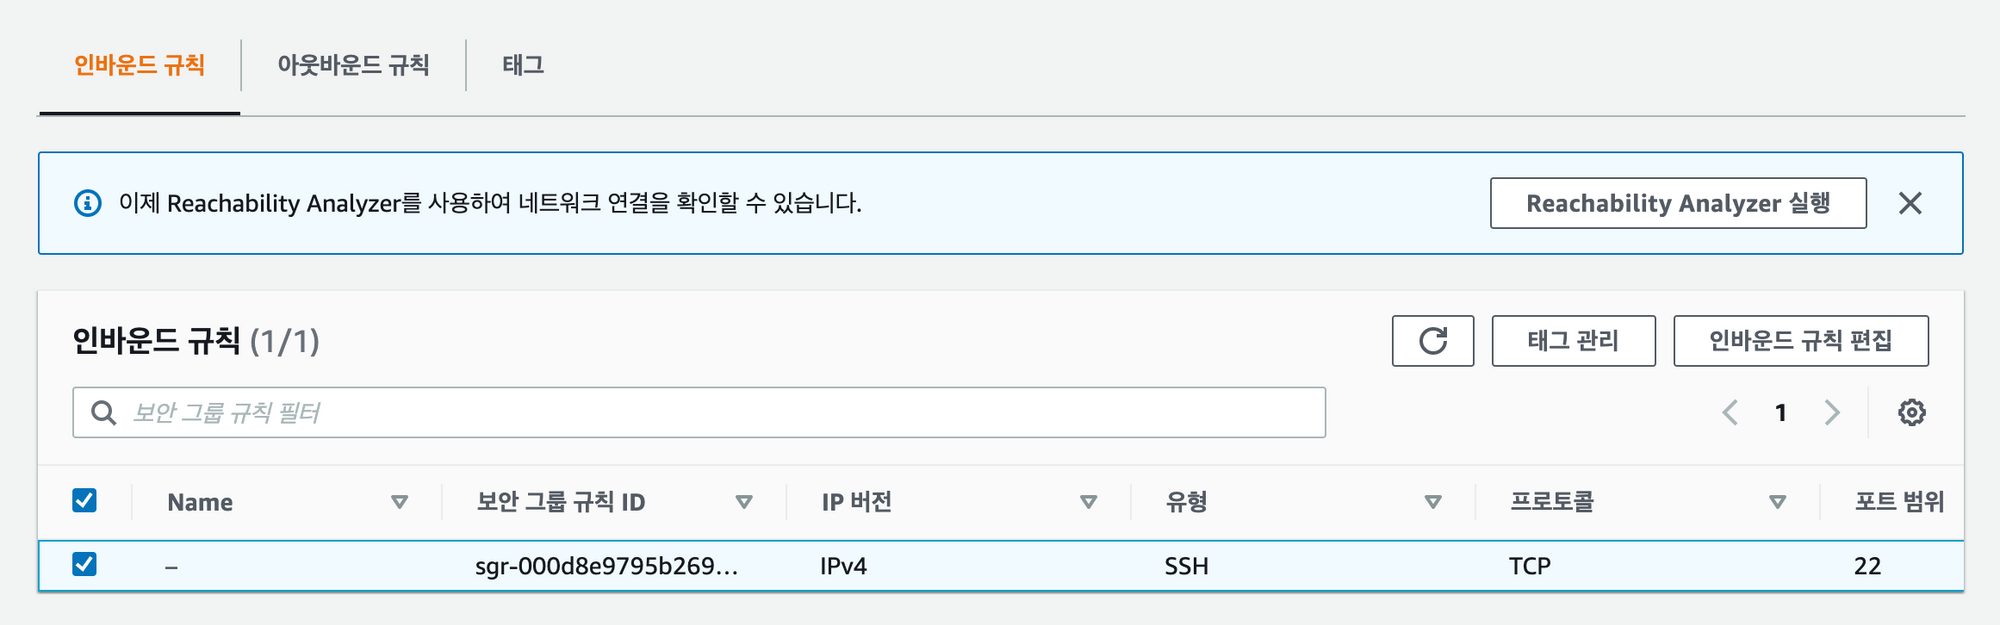 인바운드 규칙 아웃바운드 규칙 태그
이제 Reachability Analyzer를 사용하여 네트워크 연결을 확인할 수 있습니다. Reachability Analyzer 실행
인바운드 규칙 (1/1) 태그 관리 인바운드 규칙 편집
보안 그룹 규칙 필터 1
Name 보안 그룹 규칙 ID IP 버전 유형 프로토콜 포트 범위
– sgr-000d8e9795b269... IPv4 SSH TCP 22